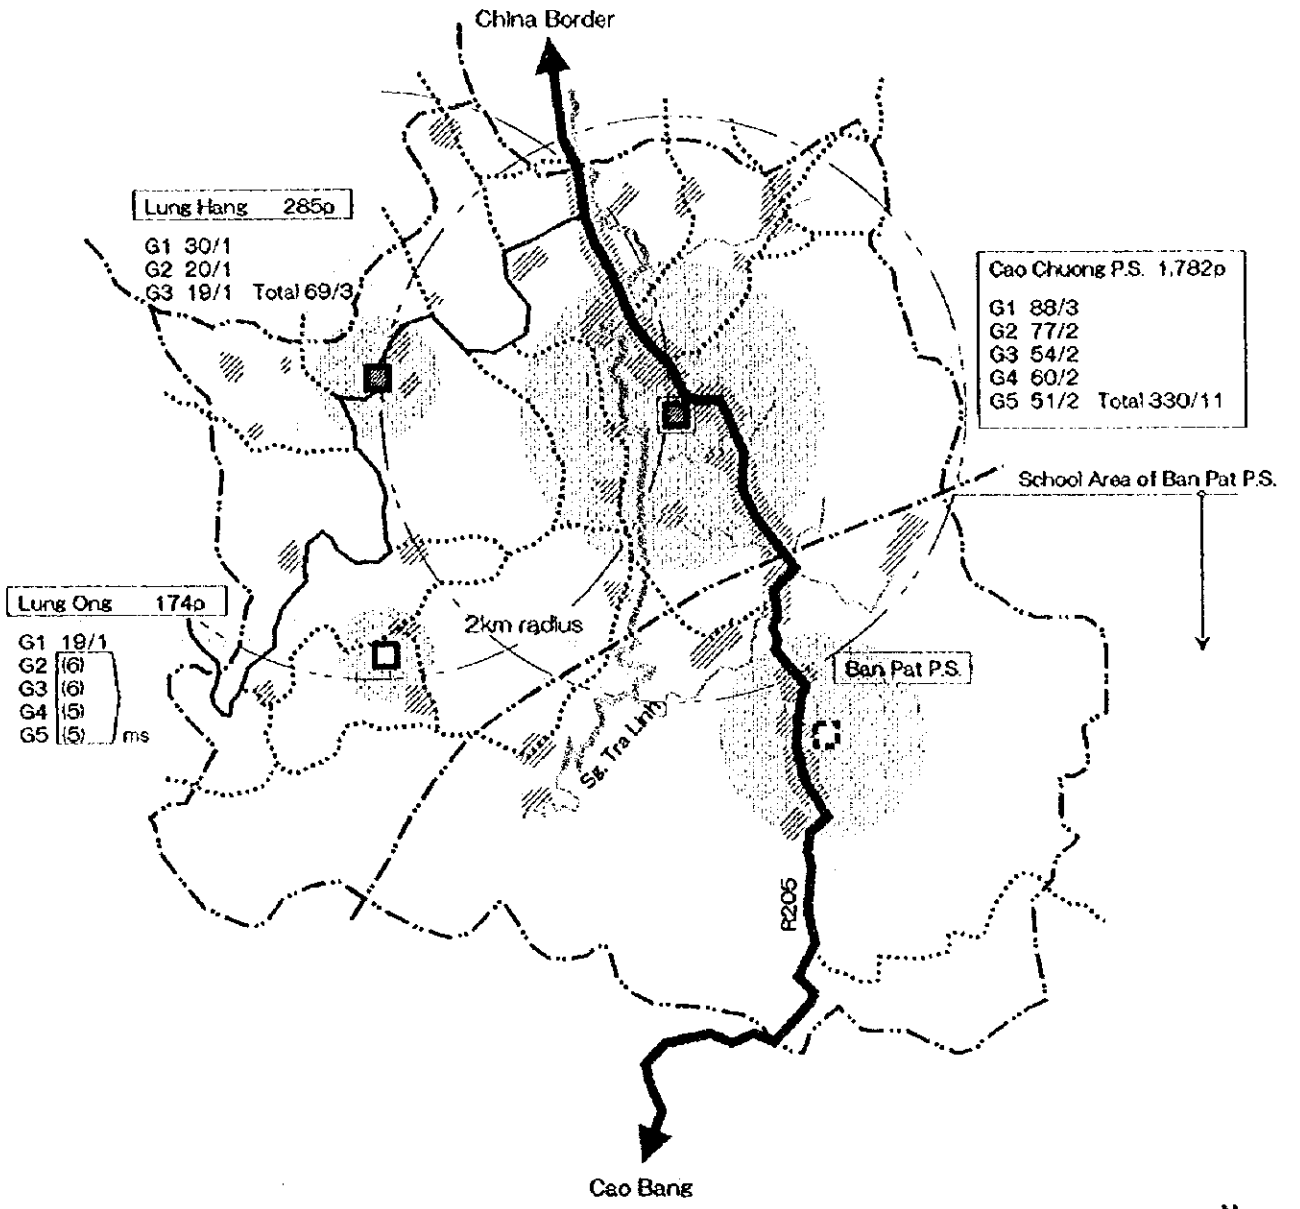 China Border
Lung Hang 285p
G1 30/1
G2 20/1
G3 19/1 Total 69/3
Cao Chuong P.S. 1,782p
G1 88/3
G2 77/2
G3 54/2
G4 60/2
G5 51/2 Total 330/11
School Area of Ban Pat P.S.
Lung Ong 174p
G1 19/1
G2 (6)
G3 (6)
G4 (5)
G5 (5) ms
2km radius
Ban Pat P.S.
Sg. Tra Linh
R205
Cao Bang